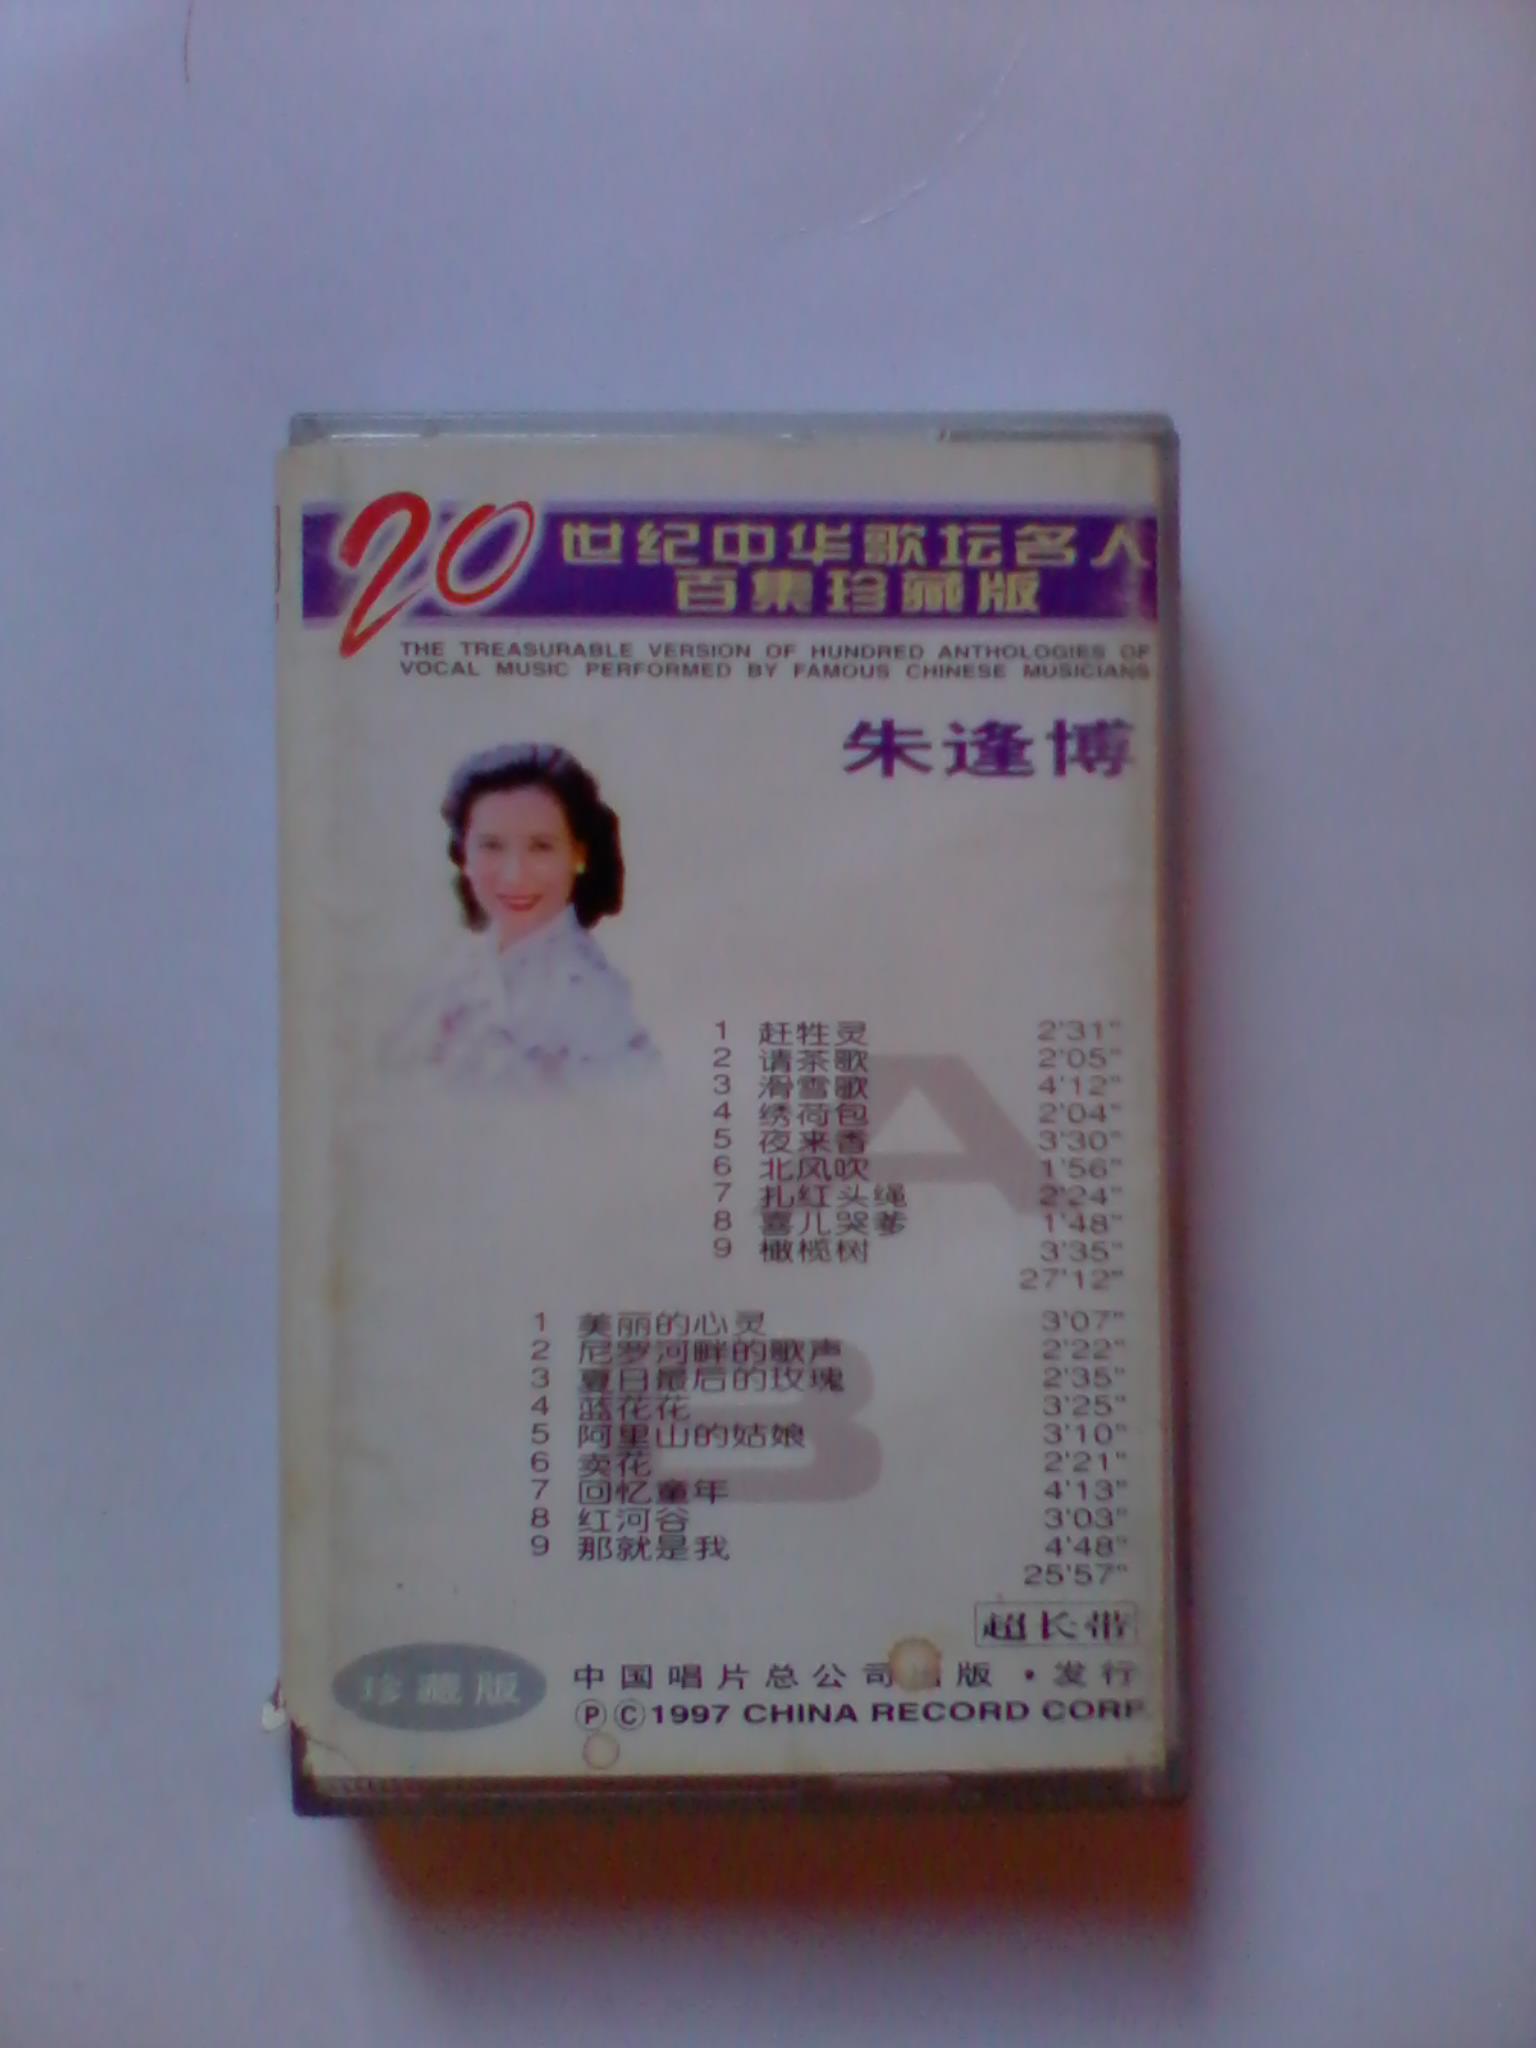 20世纪中华歌坛名人
百集珍藏版
THE TREASURABLE VERSION OF HUNDRED ANTHOLOGIES OF
VOCAL MUSIC PERFORMED BY FAMOUS CHINESE MUSICIANS
朱逢博
A
1 赶牲灵 2'31"
2 请茶歌 2'05"
3 滑雪歌 4'12"
4 绣荷包 2'04"
5 夜来香 3'30"
6 北风吹 1'56"
7 扎红头绳 2'24"
8 喜儿哭爹 1'48"
9 橄榄树 3'35"
27'12"
B
1 美丽的心灵 3'07"
2 尼罗河畔的歌声 2'22"
3 夏日最后的玫瑰 2'35"
4 蓝花花 3'25"
5 阿里山的姑娘 3'10"
6 卖花 2'21"
7 回忆童年 4'13"
8 红河谷 3'03"
9 那就是我 4'48"
25'57"
超长带
珍藏版
中国唱片总公司出版·发行
ⓅⒸ1997 CHINA RECORD CORP